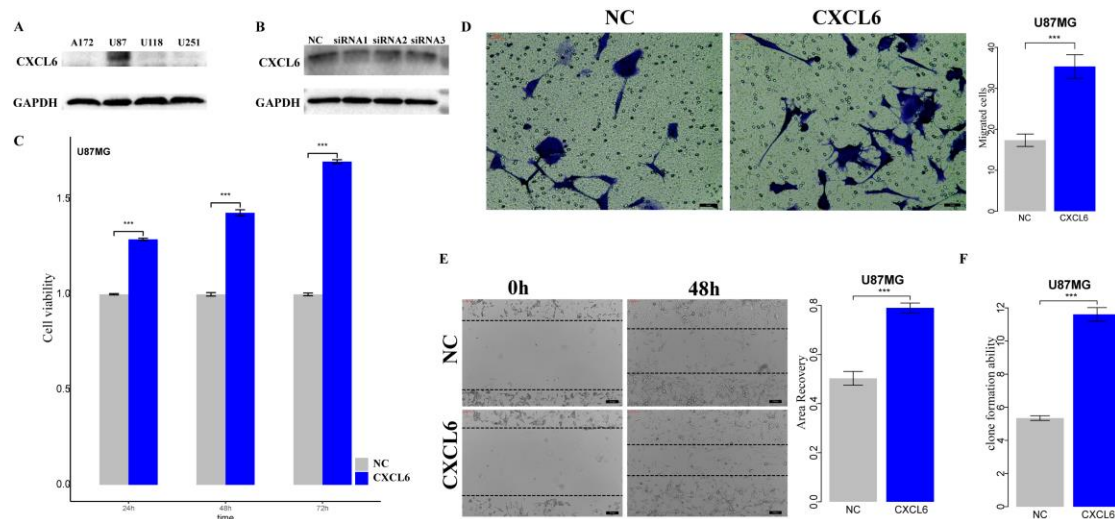 A
A172 U87 U118 U251
CXCL6
GAPDH
B
NC siRNA1 siRNA2 siRNA3
CXCL6
GAPDH
C
U87MG
Cell viability
0.0
0.5
1.0
1.5
***
***
***
24h
48h
72h
time
NC
CXCL6
D
NC
CXCL6
U87MG
***
Migrated cells
0
10
20
30
40
NC
CXCL6
E
0h
48h
NC
CXCL6
U87MG
***
Area Recovery
0.0
0.2
0.4
0.6
0.8
NC
CXCL6
F
U87MG
***
clone formation ability
0
2
4
6
8
12
NC
CXCL6